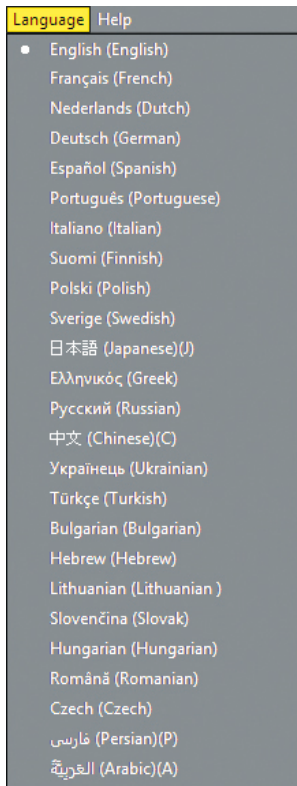 Language Help
English (English)
Français (French)
Nederlands (Dutch)
Deutsch (German)
Español (Spanish)
Português (Portuguese)
Italiano (Italian)
Suomi (Finnish)
Polski (Polish)
Sverige (Swedish)
日本語 (Japanese)(J)
Ελληνικός (Greek)
Русский (Russian)
中文 (Chinese)(C)
Українець (Ukrainian)
Türkçe (Turkish)
Bulgarian (Bulgarian)
Hebrew (Hebrew)
Lithuanian (Lithuanian )
Slovenčina (Slovak)
Hungarian (Hungarian)
Română (Romanian)
Czech (Czech)
فارسی (Persian)(P)
العَرَبِيَّةُ (Arabic)(A)